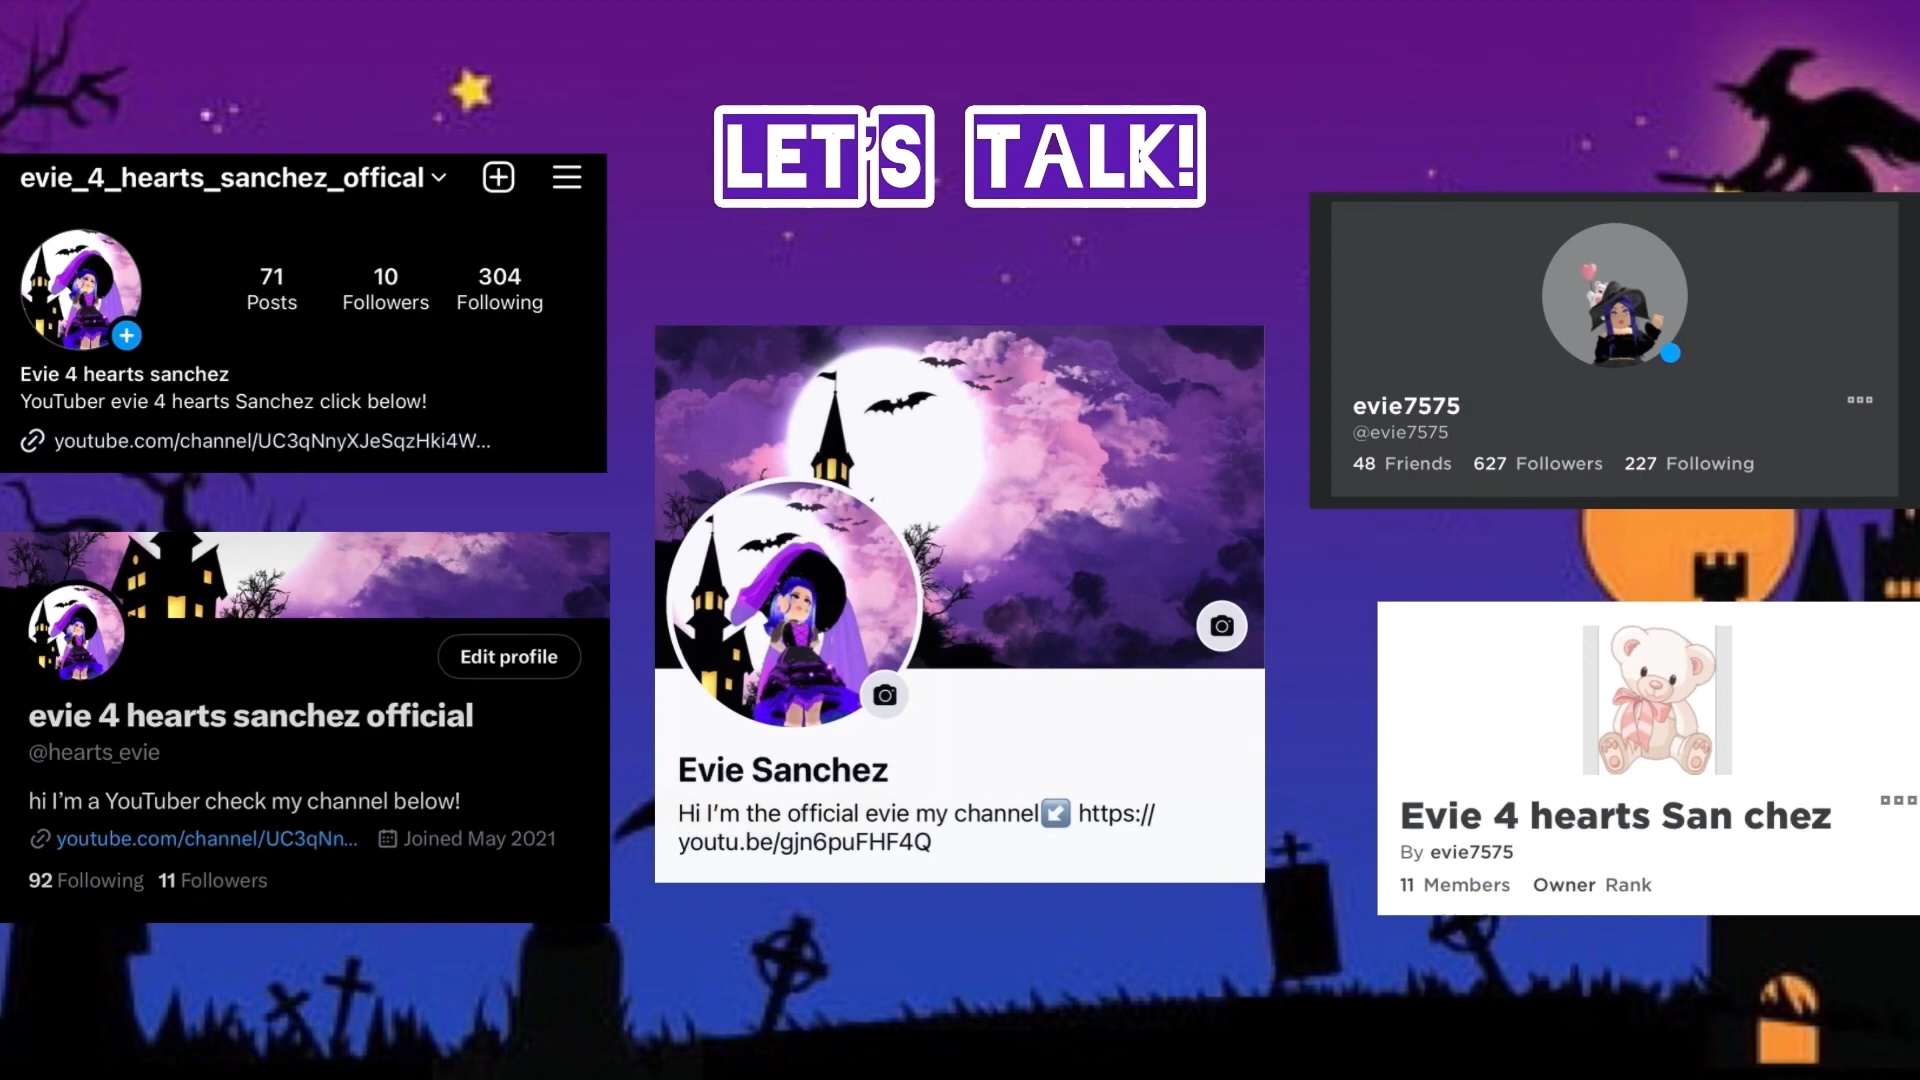 LET'S TALK!
evie_4_hearts_sanchez_offical
71 10 304
Posts Followers Following
Evie 4 hearts sanchez
YouTuber evie 4 hearts Sanchez click below!
youtube.com/channel/UC3qNnyXJeSqzHki4W...
Edit profile
evie 4 hearts sanchez official
@hearts_evie
hi I'm a YouTuber check my channel below!
youtube.com/channel/UC3qNn... Joined May 2021
92 Following 11 Followers
Evie Sanchez
Hi I'm the official evie my channel↙️ https://
youtu.be/gjn6puFHF4Q
evie7575
@evie7575
48 Friends 627 Followers 227 Following
Evie 4 hearts San chez
By evie7575
11 Members Owner Rank